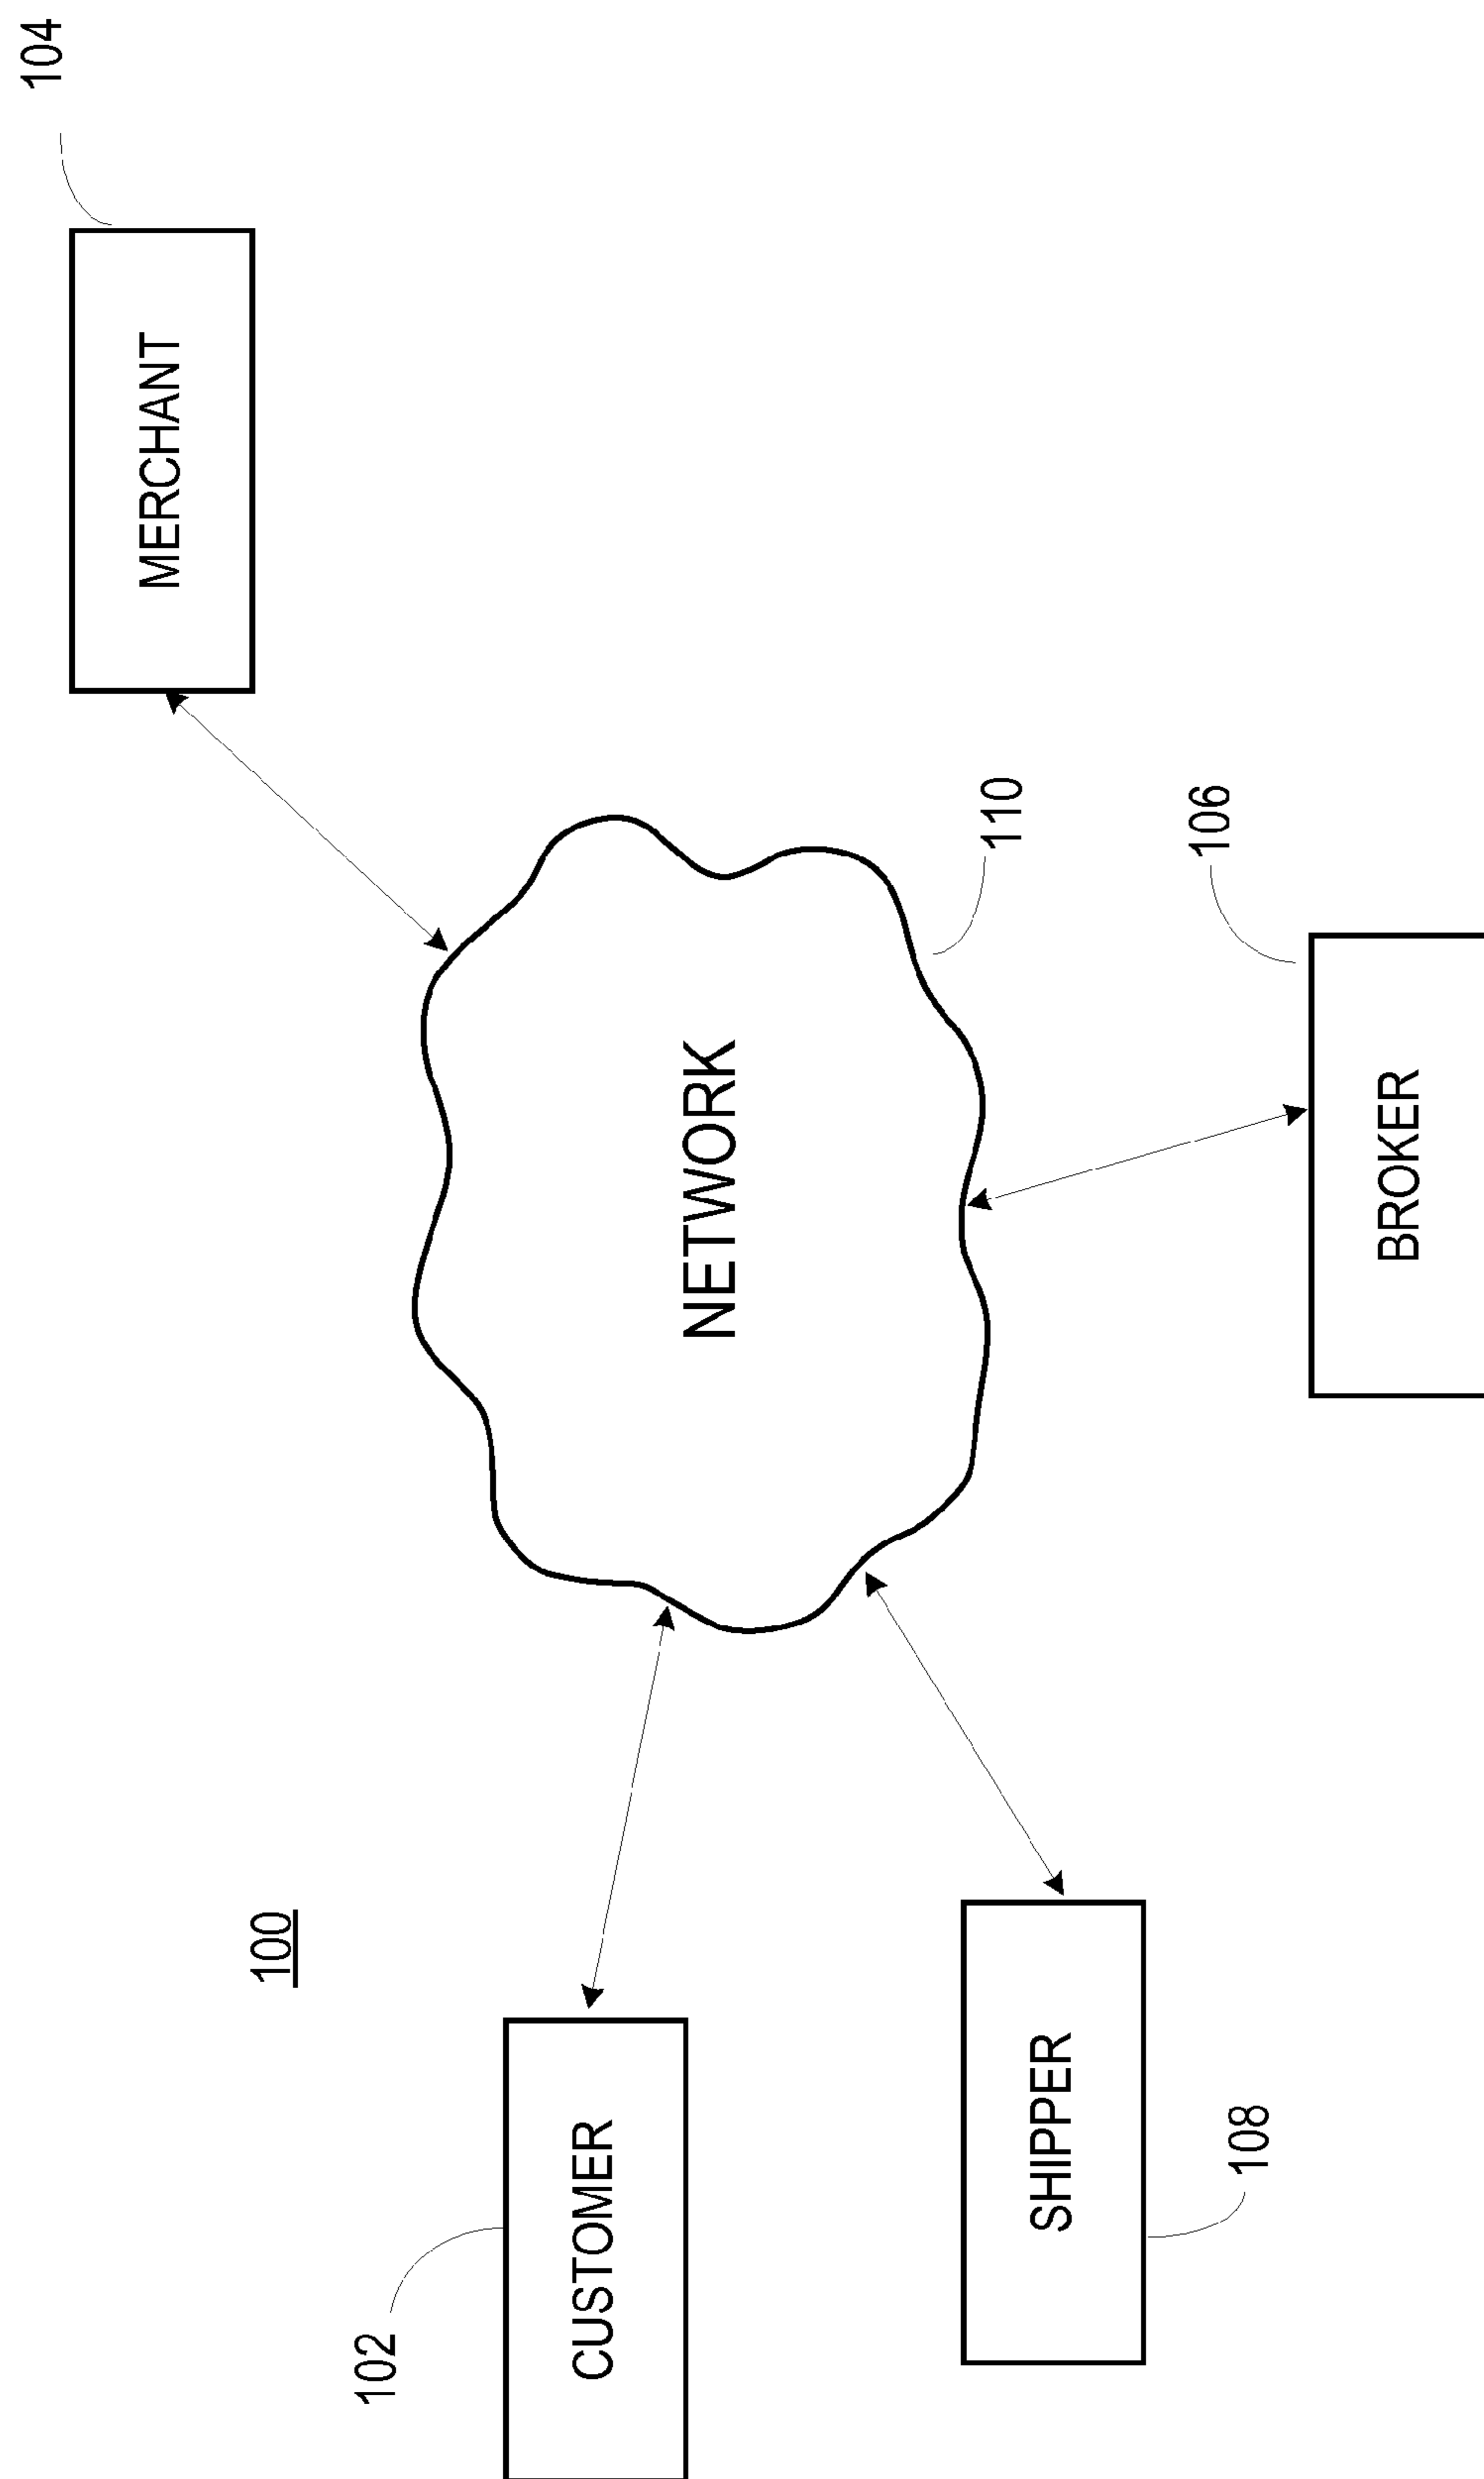 100
104
MERCHANT
CUSTOMER
102
NETWORK
110
SHIPPER
108
106
BROKER